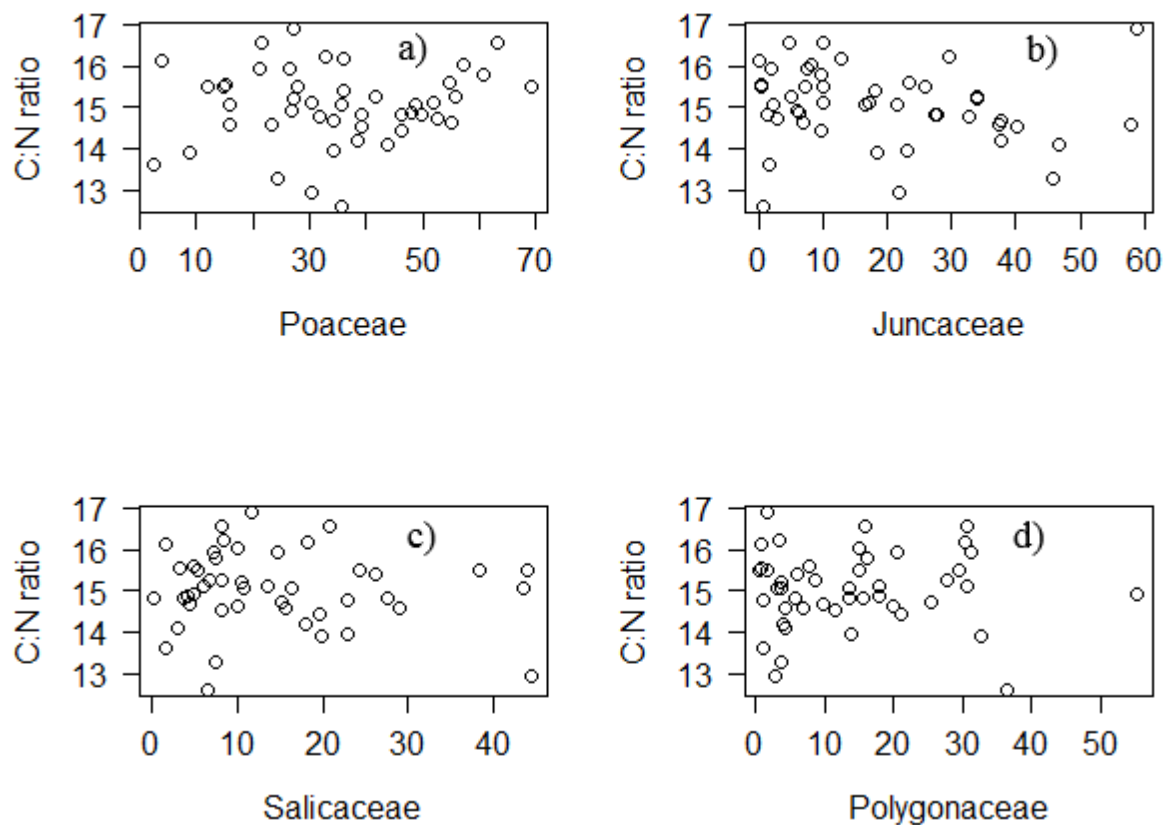 17
16
15
14
13
C:N ratio
a)
0 10 30 50 70
Poaceae
17
16
15
14
13
C:N ratio
b)
0 10 20 30 40 50 60
Juncaceae
17
16
15
14
13
C:N ratio
c)
0 10 20 30 40
Salicaceae
17
16
15
14
13
C:N ratio
d)
0 10 20 30 40 50
Polygonaceae